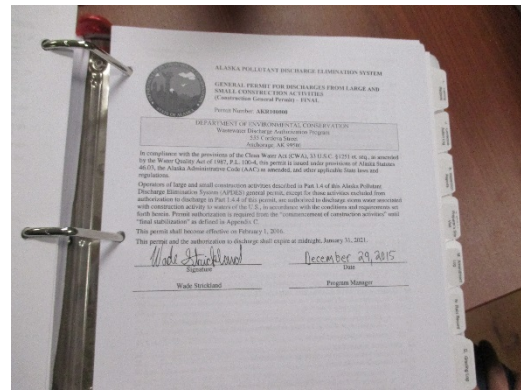 ALASKA POLLUTANT DISCHARGE ELIMINATION SYSTEM
GENERAL PERMIT FOR DISCHARGES FROM LARGE AND
SMALL CONSTRUCTION ACTIVITIES
(Construction General Permit) – FINAL
Permit Number: AKR100000
DEPARTMENT OF ENVIRONMENTAL CONSERVATION
Wastewater Discharge Authorization Program
555 Cordova Street
Anchorage, AK 99501
In compliance with the provisions of the Clean Water Act (CWA), 33 U.S.C. §1251 et. seq., as amended
by the Water Quality Act of 1987, P.L. 100-4, this permit is issued under provisions of Alaska Statutes
46.03, the Alaska Administrative Code (AAC) as amended, and other applicable State laws and
regulations.
Operators of large and small construction activities described in Part 1.4 of this Alaska Pollutant
Discharge Elimination System (APDES) general permit, except for those activities excluded from
authorization to discharge in Part 1.4.4 of this permit, are authorized to discharge storm water associated
with construction activity to waters of the U.S., in accordance with the conditions and requirements set
forth herein. Permit authorization is required from the "commencement of construction activities" until
"final stabilization" as defined in Appendix C.
This permit shall become effective on February 1, 2016.
This permit and the authorization to discharge shall expire at midnight, January 31, 2021.
Wade Strickland December 29, 2015
Signature Date
Wade Strickland Program Manager